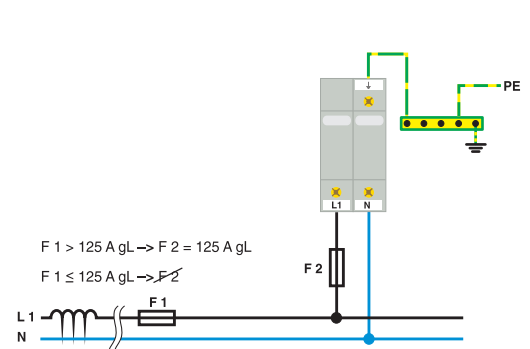 PE
L1 N
F 2
F 1 > 125 A gL –> F 2 = 125 A gL
F 1 ≤ 125 A gL –> F 2
F 1
L 1
N